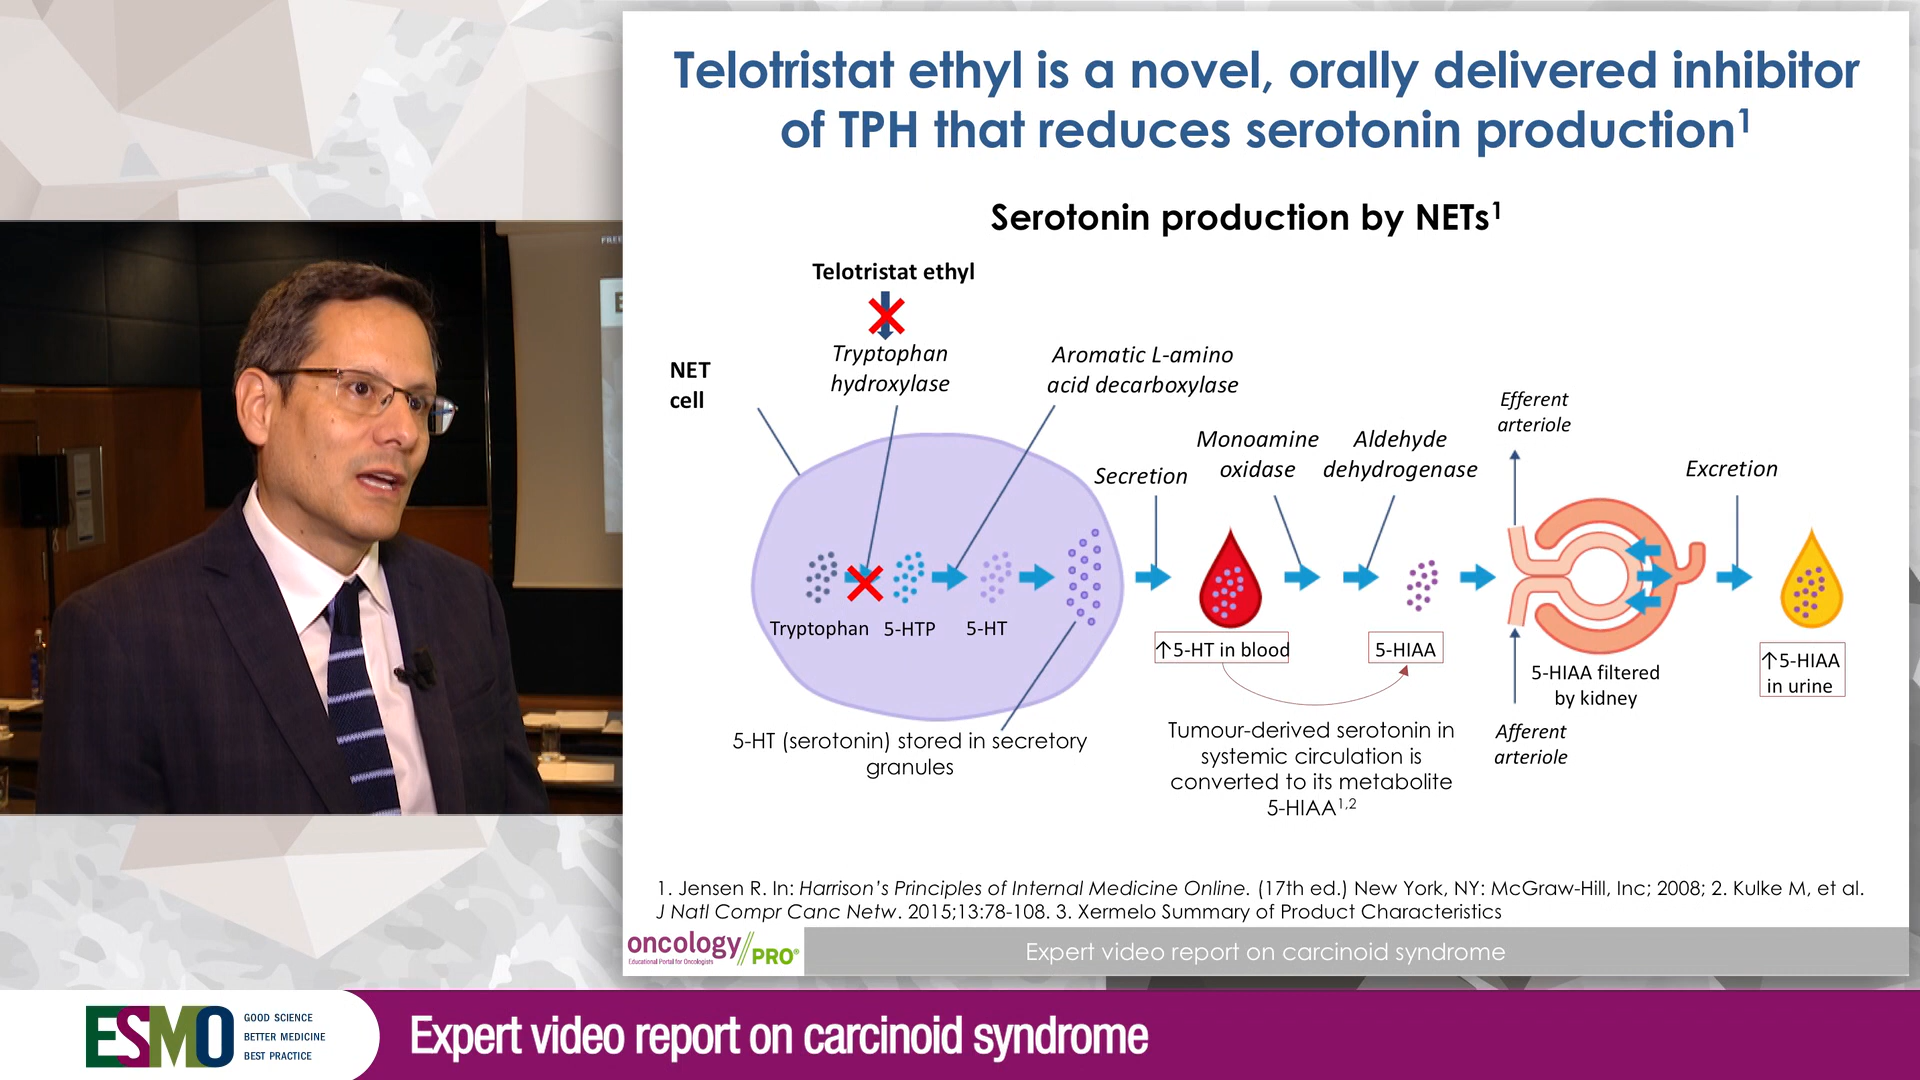 Telotristat ethyl is a novel, orally delivered inhibitor
of TPH that reduces serotonin production¹
Serotonin production by NETs¹
Telotristat ethyl
NET
cell
Tryptophan
hydroxylase
Aromatic L-amino
acid decarboxylase
Secretion
Monoamine
oxidase
Aldehyde
dehydrogenase
Efferent
arteriole
Excretion
Tryptophan
5-HTP
5-HT
↑5-HT in blood
5-HIAA
5-HIAA filtered
by kidney
↑5-HIAA
in urine
5-HT (serotonin) stored in secretory
granules
Tumour-derived serotonin in
systemic circulation is
converted to its metabolite
5-HIAA¹,²
Afferent
arteriole
1. Jensen R. In: Harrison's Principles of Internal Medicine Online. (17th ed.) New York, NY: McGraw-Hill, Inc; 2008; 2. Kulke M, et al.
J Natl Compr Canc Netw. 2015;13:78-108. 3. Xermelo Summary of Product Characteristics
oncology//PRO®
Educational Portal for Oncologists
Expert video report on carcinoid syndrome
ESMO
GOOD SCIENCE
BETTER MEDICINE
BEST PRACTICE
Expert video report on carcinoid syndrome